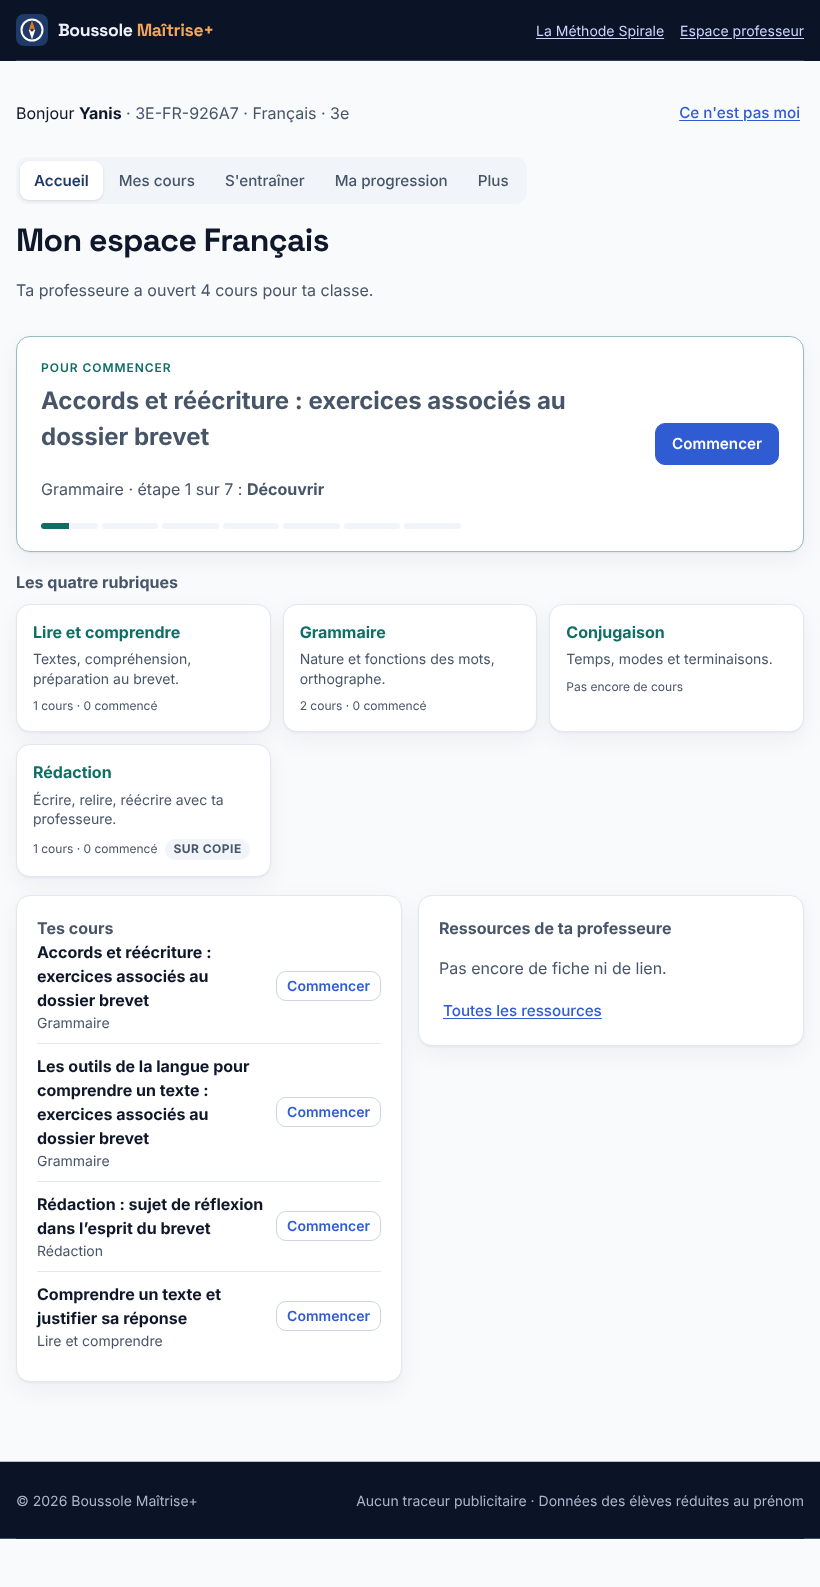 Boussole Maîtrise+
La Méthode Spirale
Espace professeur
Bonjour Yanis · 3E-FR-926A7 · Français · 3e
Ce n'est pas moi
Accueil
Mes cours
S'entraîner
Ma progression
Plus
Mon espace Français
Ta professeure a ouvert 4 cours pour ta classe.
POUR COMMENCER
Accords et réécriture : exercices associés au
dossier brevet
Commencer
Grammaire · étape 1 sur 7 : Découvrir
Les quatre rubriques
Lire et comprendre
Textes, compréhension,
préparation au brevet.
1 cours · 0 commencé
Grammaire
Nature et fonctions des mots,
orthographe.
2 cours · 0 commencé
Conjugaison
Temps, modes et terminaisons.
Pas encore de cours
Rédaction
Écrire, relire, réécrire avec ta
professeure.
1 cours · 0 commencé
SUR COPIE
Tes cours
Accords et réécriture :
exercices associés au
dossier brevet
Grammaire
Commencer
Les outils de la langue pour
comprendre un texte :
exercices associés au
dossier brevet
Grammaire
Commencer
Rédaction : sujet de réflexion
dans l’esprit du brevet
Rédaction
Commencer
Comprendre un texte et
justifier sa réponse
Lire et comprendre
Commencer
Ressources de ta professeure
Pas encore de fiche ni de lien.
Toutes les ressources
© 2026 Boussole Maîtrise+
Aucun traceur publicitaire · Données des élèves réduites au prénom